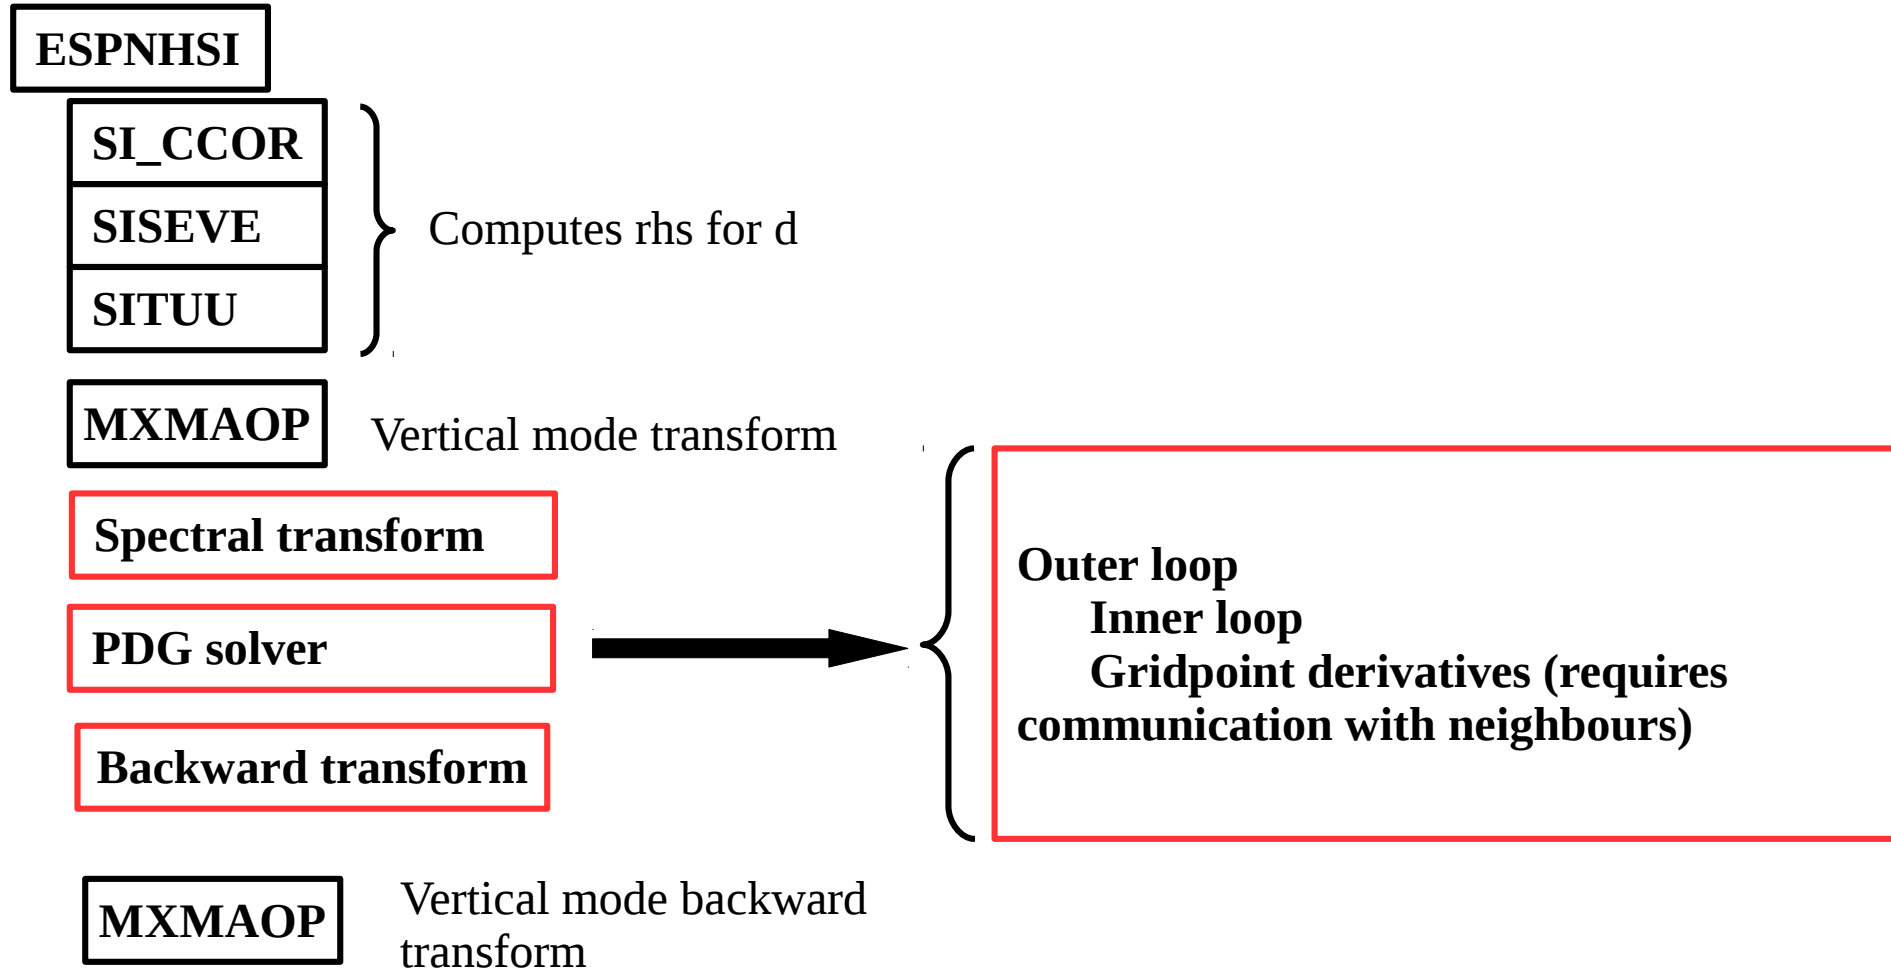 ESPNHSI
SI_CCOR
SISEVE
Computes rhs for d
SITUU
MXMAOP
Vertical mode transform
Spectral transform
PDG solver
Outer loop
Inner loop
Gridpoint derivatives (requires
communication with neighbours)
Backward transform
MXMAOP
Vertical mode backward
transform